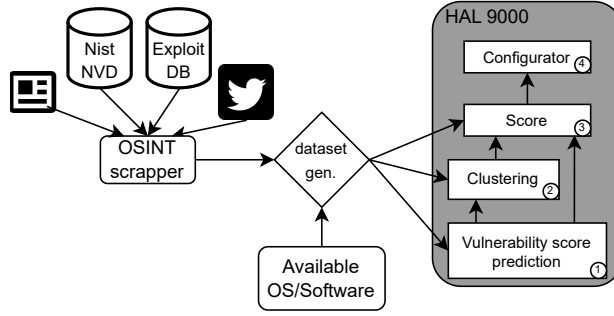 Nist
NVD
Exploit
DB
OSINT
scrapper
dataset
gen.
Available
OS/Software
HAL 9000
Configurator
4
Score
3
Clustering
2
Vulnerability score
prediction
1